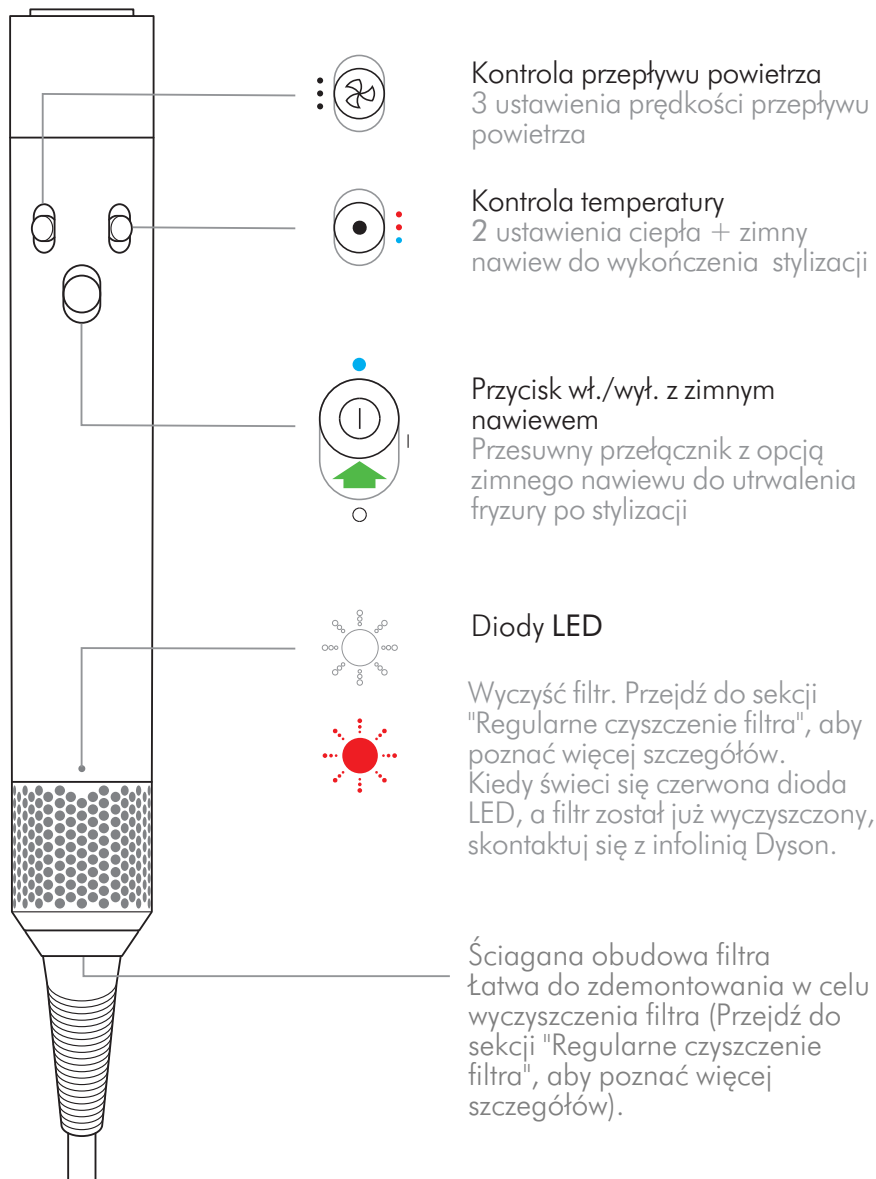 Kontrola przepływu powietrza
3 ustawienia prędkości przepływu
powietrza
Kontrola temperatury
2 ustawienia ciepła + zimny
nawiew do wykończenia stylizacji
Przycisk wł./wył. z zimnym
nawiewem
Przesuwny przełącznik z opcją
zimnego nawiewu do utrwalenia
fryzury po stylizacji
Diody LED
Wyczyść filtr. Przejdź do sekcji
"Regularne czyszczenie filtra", aby
poznać więcej szczegółów.
Kiedy świeci się czerwona dioda
LED, a filtr został już wyczyszczony,
skontaktuj się z infolinią Dyson.
Ściagana obudowa filtra
Łatwa do zdemontowania w celu
wyczyszczenia filtra (Przejdź do
sekcji "Regularne czyszczenie
filtra", aby poznać więcej
szczegółów).